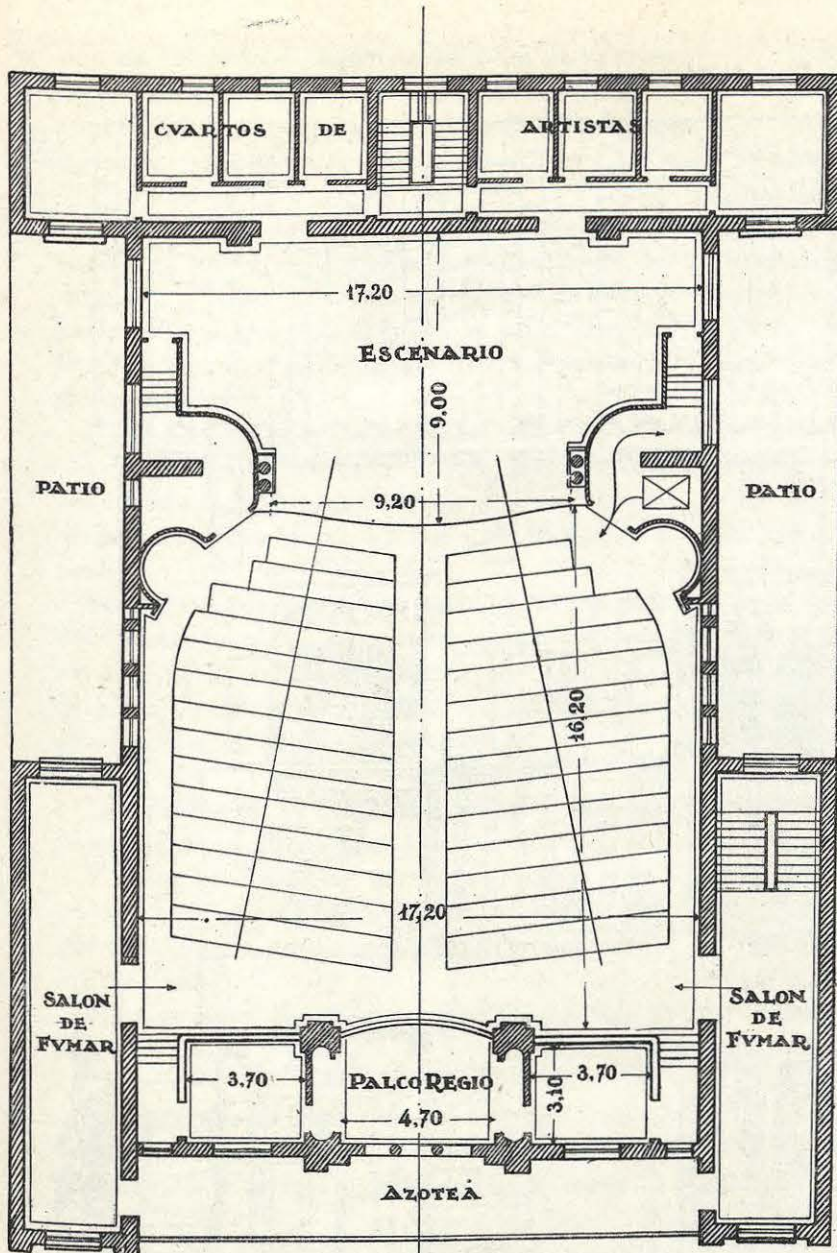 CVARTOS DE ARTISTAS
17.20
ESCENARIO
9.00
PATIO
PATIO
9,20
16,20
17,20
SALON
DE
FVMAR
SALON
DE
FVMAR
3,70
PALCO REGIO
3,10
3,70
4,70
AZOTEA